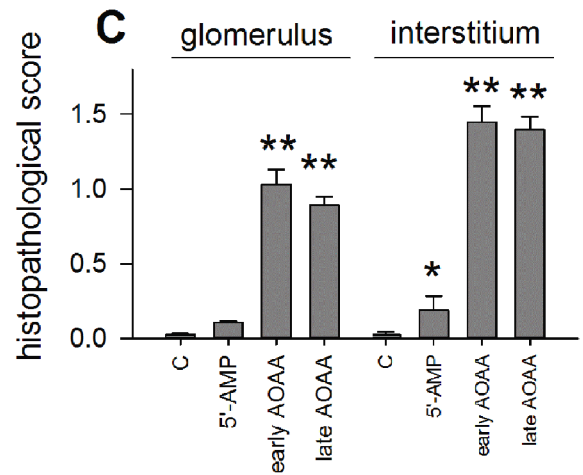 C
glomerulus interstitium
histopathological score
1.5
1.0
0.5
0.0
** ** * ** **
C 5'-AMP early AOAA late AOAA C 5'-AMP early AOAA late AOAA